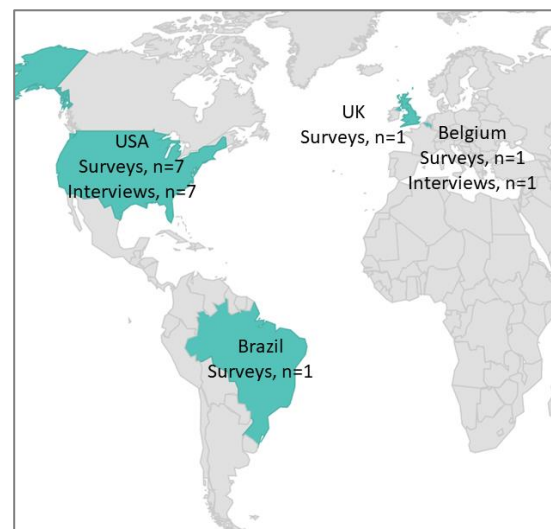 USA
Surveys, n=7
Interviews, n=7
UK
Surveys, n=1
Belgium
Surveys, n=1
Interviews, n=1
Brazil
Surveys, n=1